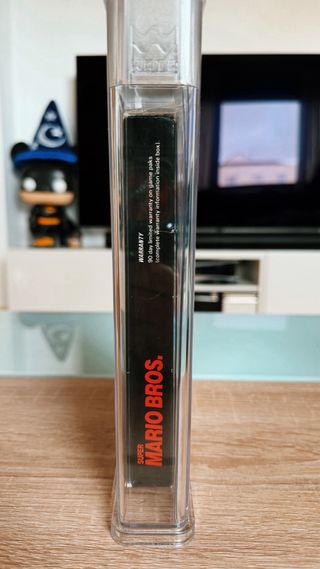 WARRANTY
90 day limited warranty on game paks
(complete warranty information inside box).
SUPER
MARIO BROS.